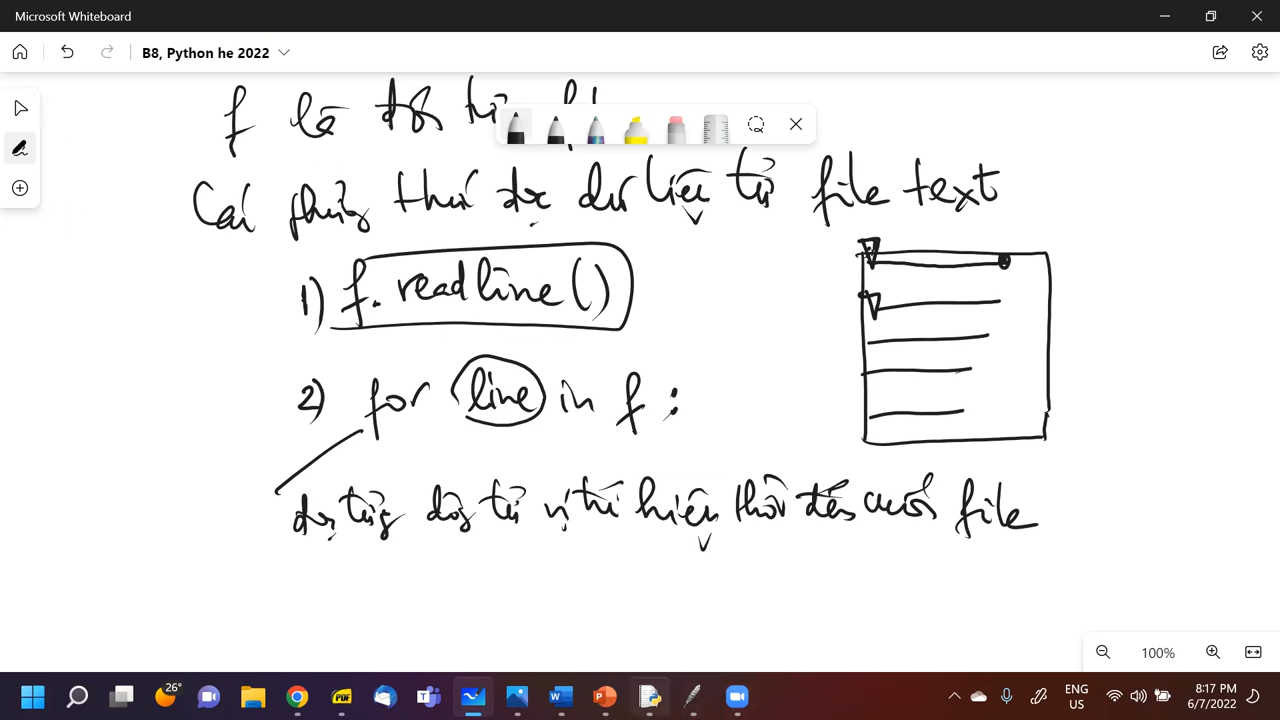 Microsoft Whiteboard
B8, Python he 2022
f là đối
Các phương thức đọc dữ liệu từ file text
1) f.readline()
2) for line in f :
đọc từng dòng từ vị trí hiện thời đến cuối file
100%
26°
ENG
US
8:17 PM
6/7/2022